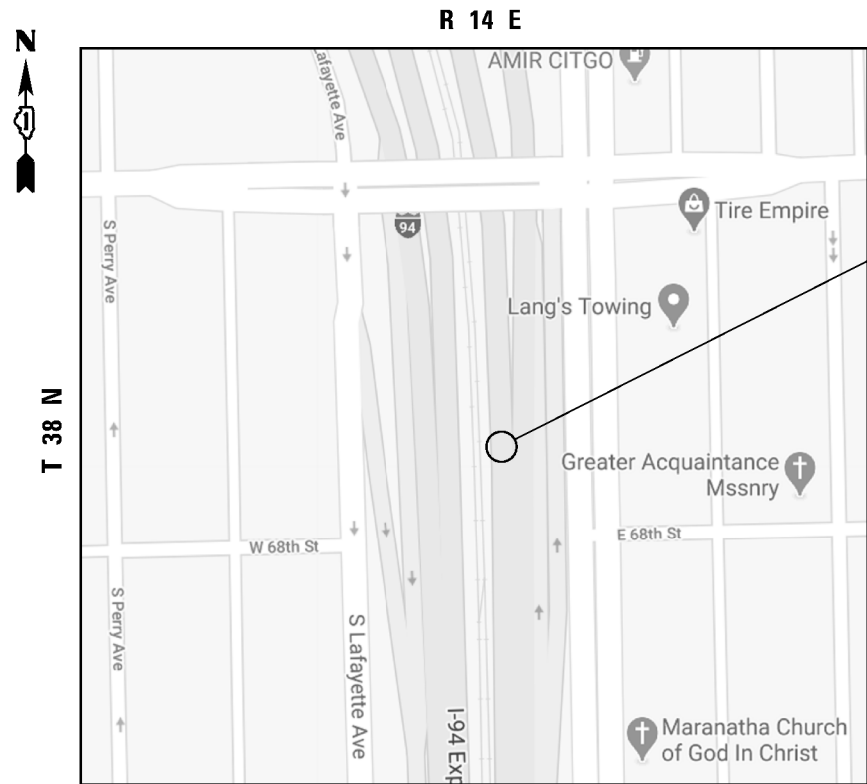 R 14 E
N
AMIR CITGO
Lafayette Ave
94
Tire Empire
S Perry Ave
Lang's Towing
T 38 N
Greater Acquaintance
Mssnry
W 68th St
E 68th St
S Perry Ave
S Lafayette Ave
I-94 Exp
Maranatha Church
of God In Christ